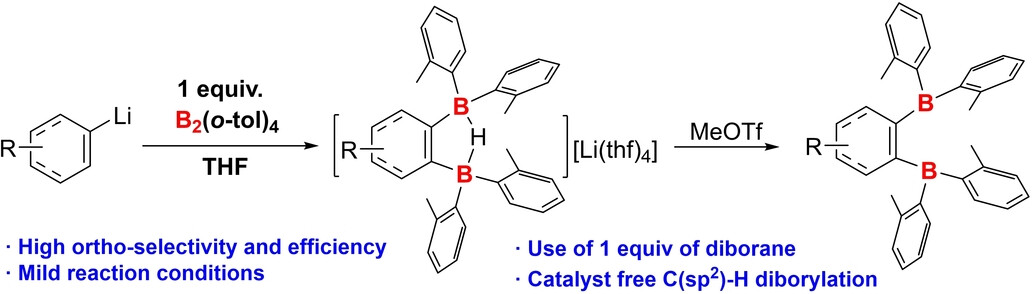 R
Li
1 equiv.
B₂(o-tol)₄
THF
R
B
H
B
[Li(thf)₄]
MeOTf
R
B
B
· High ortho-selectivity and efficiency
· Mild reaction conditions
· Use of 1 equiv of diborane
· Catalyst free C(sp²)-H diborylation